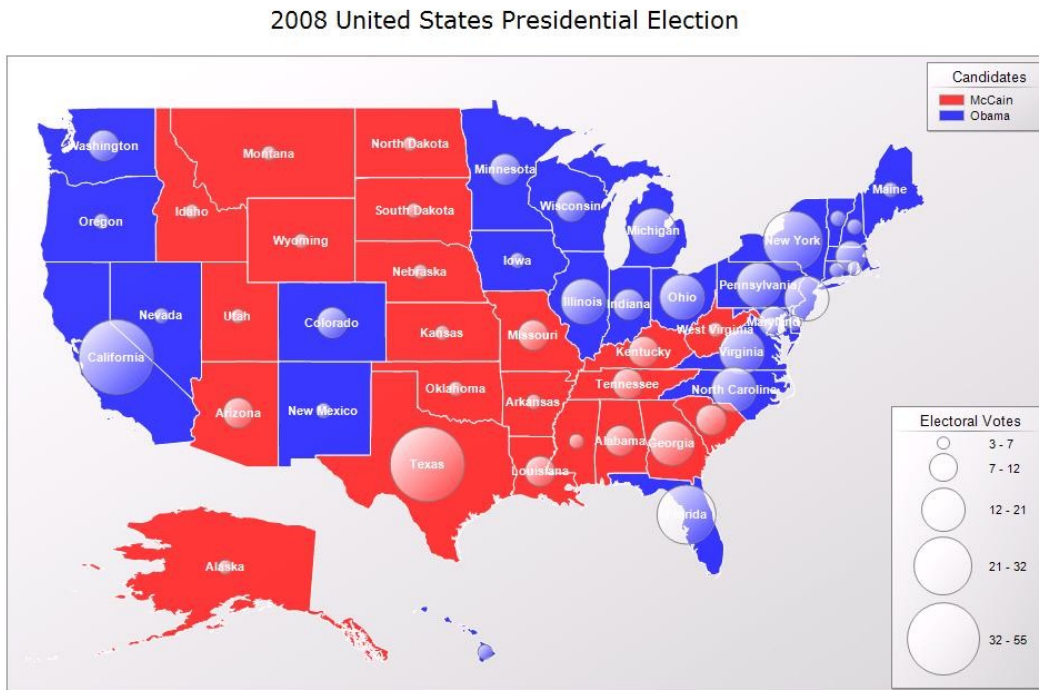 2008 United States Presidential Election
Candidates
McCain
Obama
Washington
Montana
North Dakota
Minnesota
Maine
Oregon
Idaho
South Dakota
Wisconsin
Michigan
New York
Wyoming
Nebraska
Iowa
Pennsylvania
Nevada
Utah
Colorado
Illinois
Indiana
Ohio
California
Kansas
Missouri
West Virginia
Maryland
Kentucky
Virginia
Arizona
New Mexico
Oklahoma
Arkansas
Tennessee
North Carolina
Texas
Louisiana
Alabama
Georgia
Florida
Alaska
Electoral Votes
3 - 7
7 - 12
12 - 21
21 - 32
32 - 55